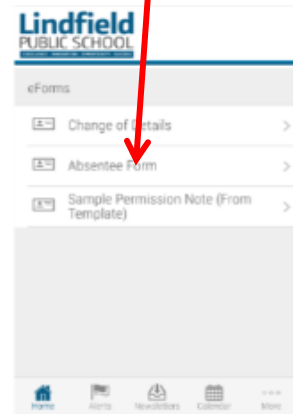 Lindfield
PUBLIC SCHOOL
eForms
Change of Details
Absentee Form
Sample Permission Note (From
Template)
Home
Alerts
Newsletters
Calendar
More